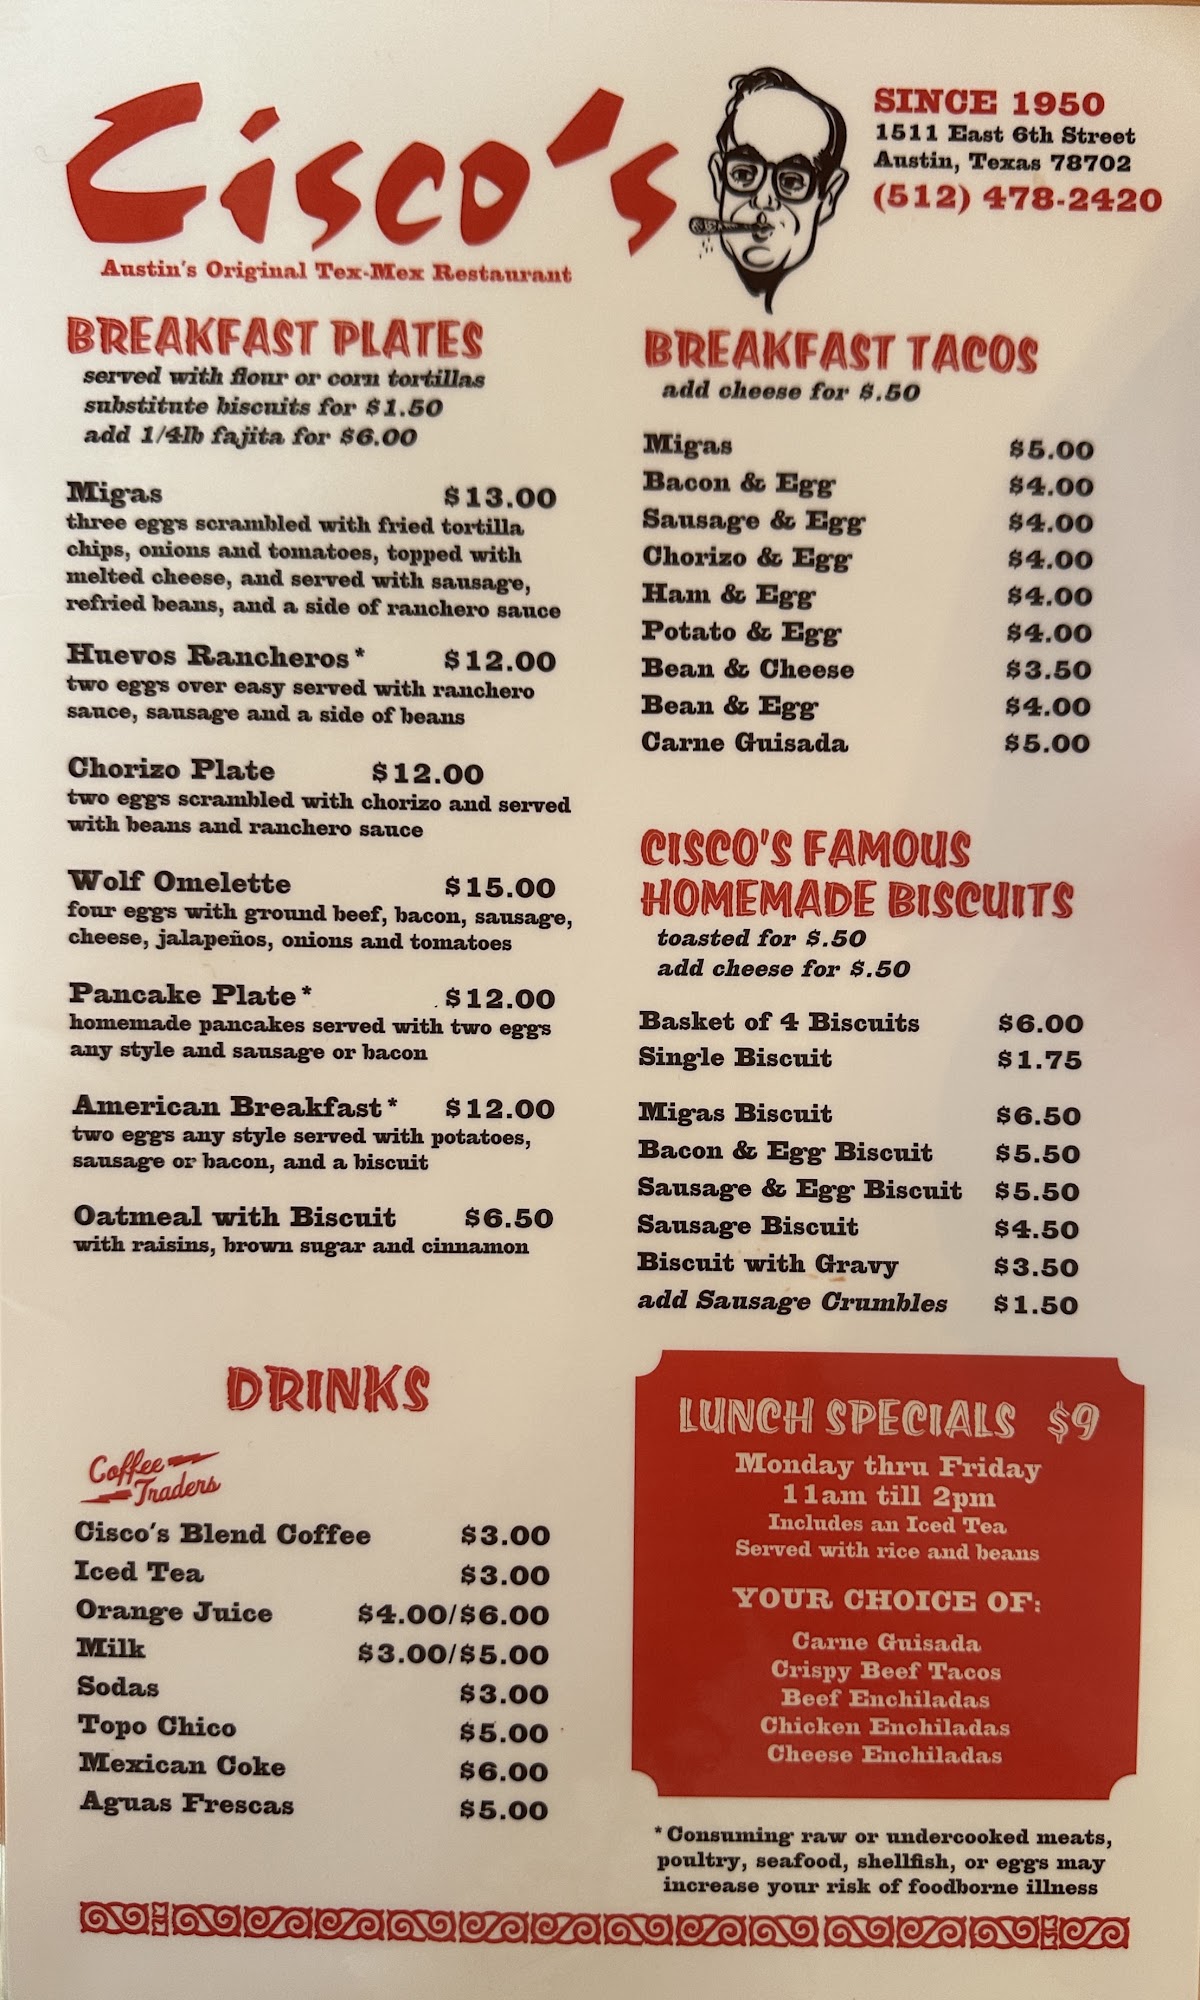 Cisco's
Austin's Original Tex-Mex Restaurant
SINCE 1950
1511 East 6th Street
Austin, Texas 78702
(512) 478-2420
BREAKFAST PLATES
served with flour or corn tortillas
substitute biscuits for $1.50
add 1/4lb fajita for $6.00
Migas $13.00
three eggs scrambled with fried tortilla
chips, onions and tomatoes, topped with
melted cheese, and served with sausage,
refried beans, and a side of ranchero sauce
Huevos Rancheros* $12.00
two eggs over easy served with ranchero
sauce, sausage and a side of beans
Chorizo Plate $12.00
two eggs scrambled with chorizo and served
with beans and ranchero sauce
Wolf Omelette $15.00
four eggs with ground beef, bacon, sausage,
cheese, jalapeños, onions and tomatoes
Pancake Plate* $12.00
homemade pancakes served with two eggs
any style and sausage or bacon
American Breakfast* $12.00
two eggs any style served with potatoes,
sausage or bacon, and a biscuit
Oatmeal with Biscuit $6.50
with raisins, brown sugar and cinnamon
DRINKS
Coffee
Traders
Cisco's Blend Coffee $3.00
Iced Tea $3.00
Orange Juice $4.00/$6.00
Milk $3.00/$5.00
Sodas $3.00
Topo Chico $5.00
Mexican Coke $6.00
Aguas Frescas $5.00
BREAKFAST TACOS
add cheese for $.50
Migas $5.00
Bacon & Egg $4.00
Sausage & Egg $4.00
Chorizo & Egg $4.00
Ham & Egg $4.00
Potato & Egg $4.00
Bean & Cheese $3.50
Bean & Egg $4.00
Carne Guisada $5.00
CISCO'S FAMOUS
HOMEMADE BISCUITS
toasted for $.50
add cheese for $.50
Basket of 4 Biscuits $6.00
Single Biscuit $1.75
Migas Biscuit $6.50
Bacon & Egg Biscuit $5.50
Sausage & Egg Biscuit $5.50
Sausage Biscuit $4.50
Biscuit with Gravy $3.50
add Sausage Crumbles $1.50
LUNCH SPECIALS $9
Monday thru Friday
11am till 2pm
Includes an Iced Tea
Served with rice and beans
YOUR CHOICE OF:
Carne Guisada
Crispy Beef Tacos
Beef Enchiladas
Chicken Enchiladas
Cheese Enchiladas
*Consuming raw or undercooked meats,
poultry, seafood, shellfish, or eggs may
increase your risk of foodborne illness